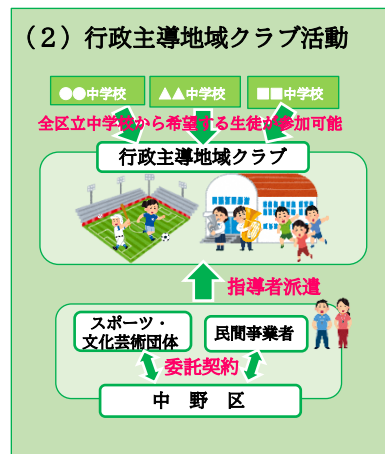 （２）行政主導地域クラブ活動
●●中学校
▲▲中学校
■■中学校
全区立中学校から希望する生徒が参加可能
行政主導地域クラブ
指導者派遣
スポーツ・
文化芸術団体
民間事業者
委託契約
中　野　区